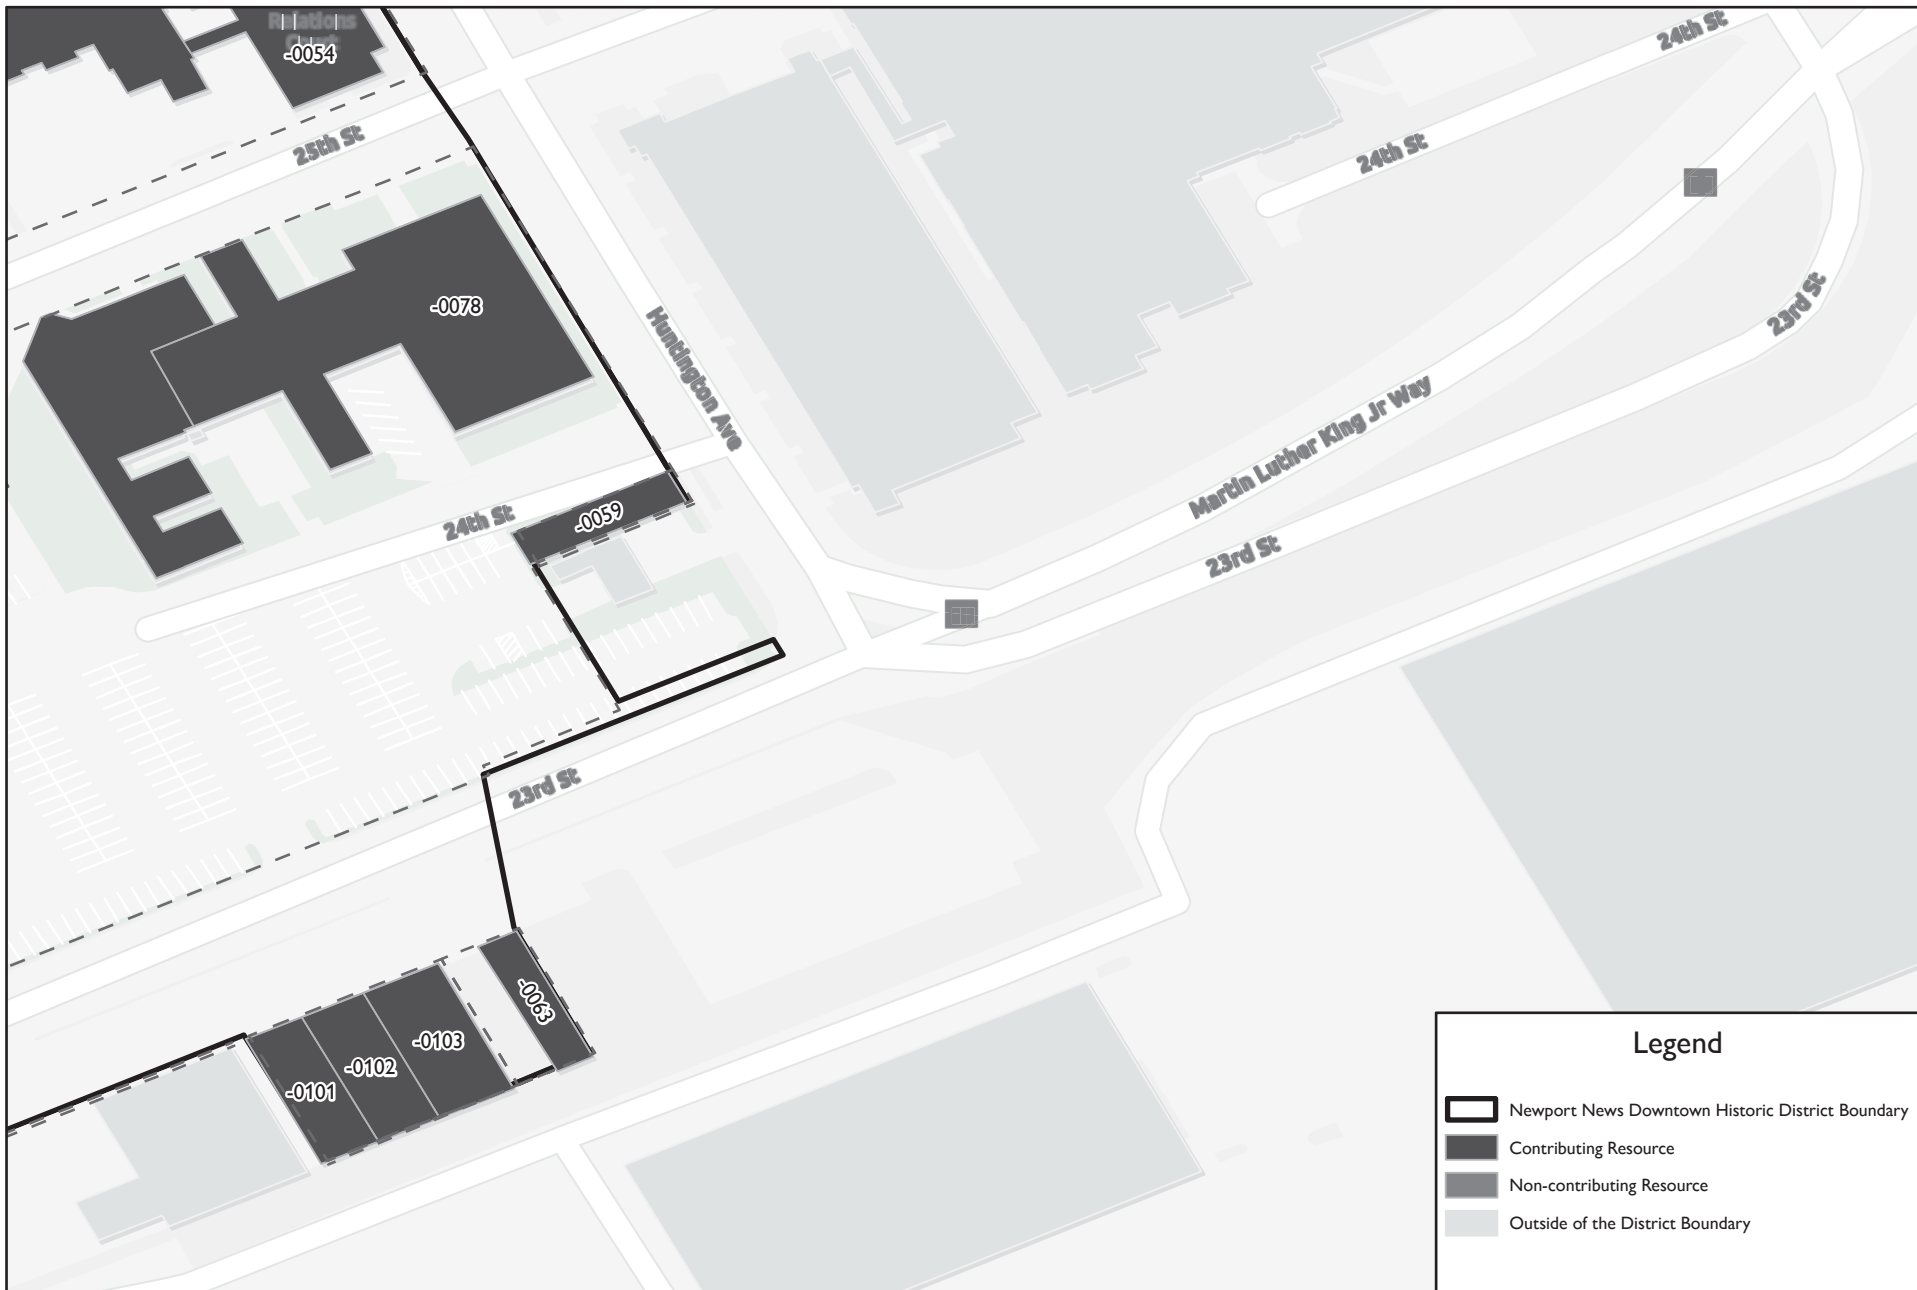 Relations
Court
-0054
24th St
25th St
24th St
-0078
23rd St
Huntington Ave
Martin Luther King Jr Way
24th St
-0059
23rd St
23rd St
-0063
-0103
-0102
-0101
Legend
Newport News Downtown Historic District Boundary
Contributing Resource
Non-contributing Resource
Outside of the District Boundary